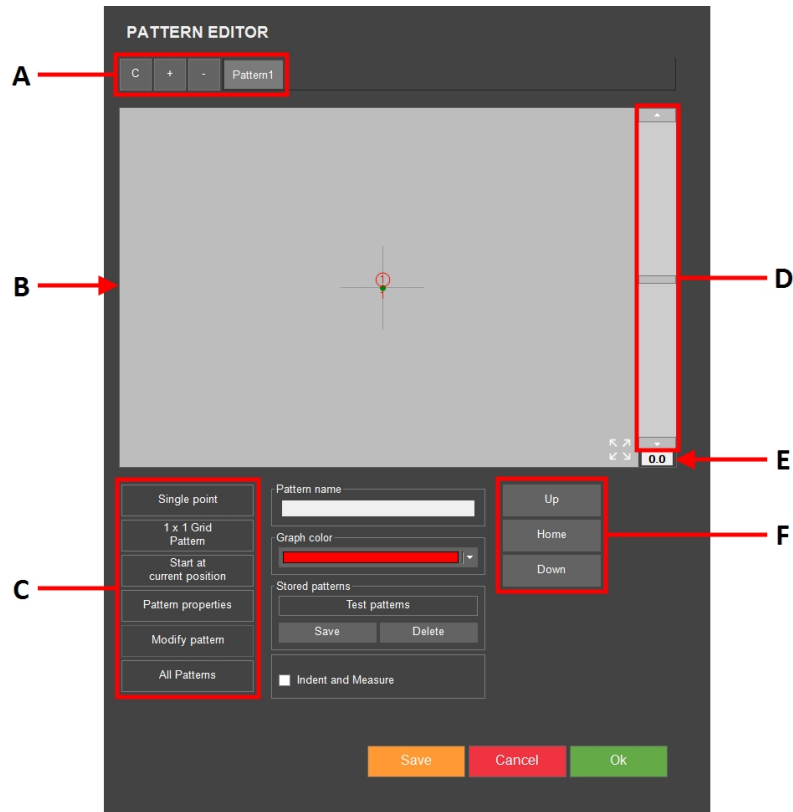 PATTERN EDITOR
A
C + - Pattern1
B
1
1
D
0.0
E
C
Single point
1 x 1 Grid
Pattern
Start at
current position
Pattern properties
Modify pattern
All Patterns
Pattern name
Graph color
Stored patterns
Test patterns
Save Delete
Indent and Measure
Up
Home
Down
F
Save Cancel Ok